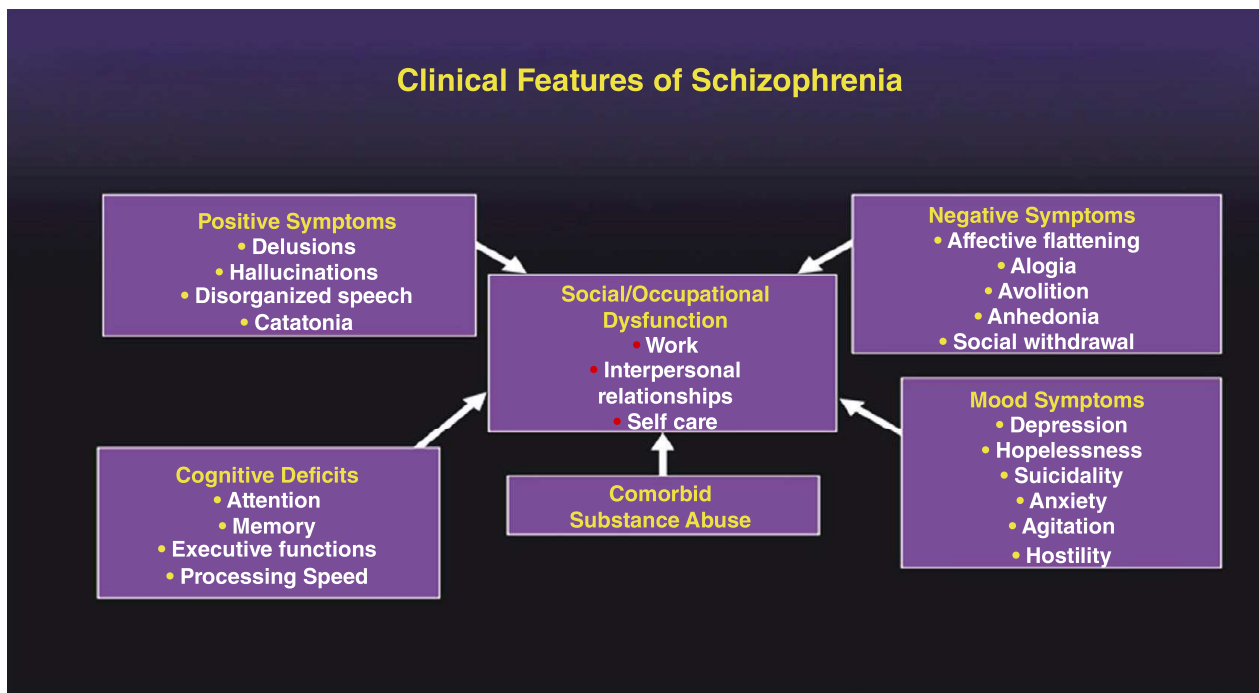 Clinical Features of Schizophrenia
Positive Symptoms
• Delusions
• Hallucinations
• Disorganized speech
• Catatonia
Negative Symptoms
• Affective flattening
• Alogia
• Avolition
• Anhedonia
• Social withdrawal
Social/Occupational
Dysfunction
• Work
• Interpersonal
relationships
• Self care
Cognitive Deficits
• Attention
• Memory
• Executive functions
• Processing Speed
Comorbid
Substance Abuse
Mood Symptoms
• Depression
• Hopelessness
• Suicidality
• Anxiety
• Agitation
• Hostility